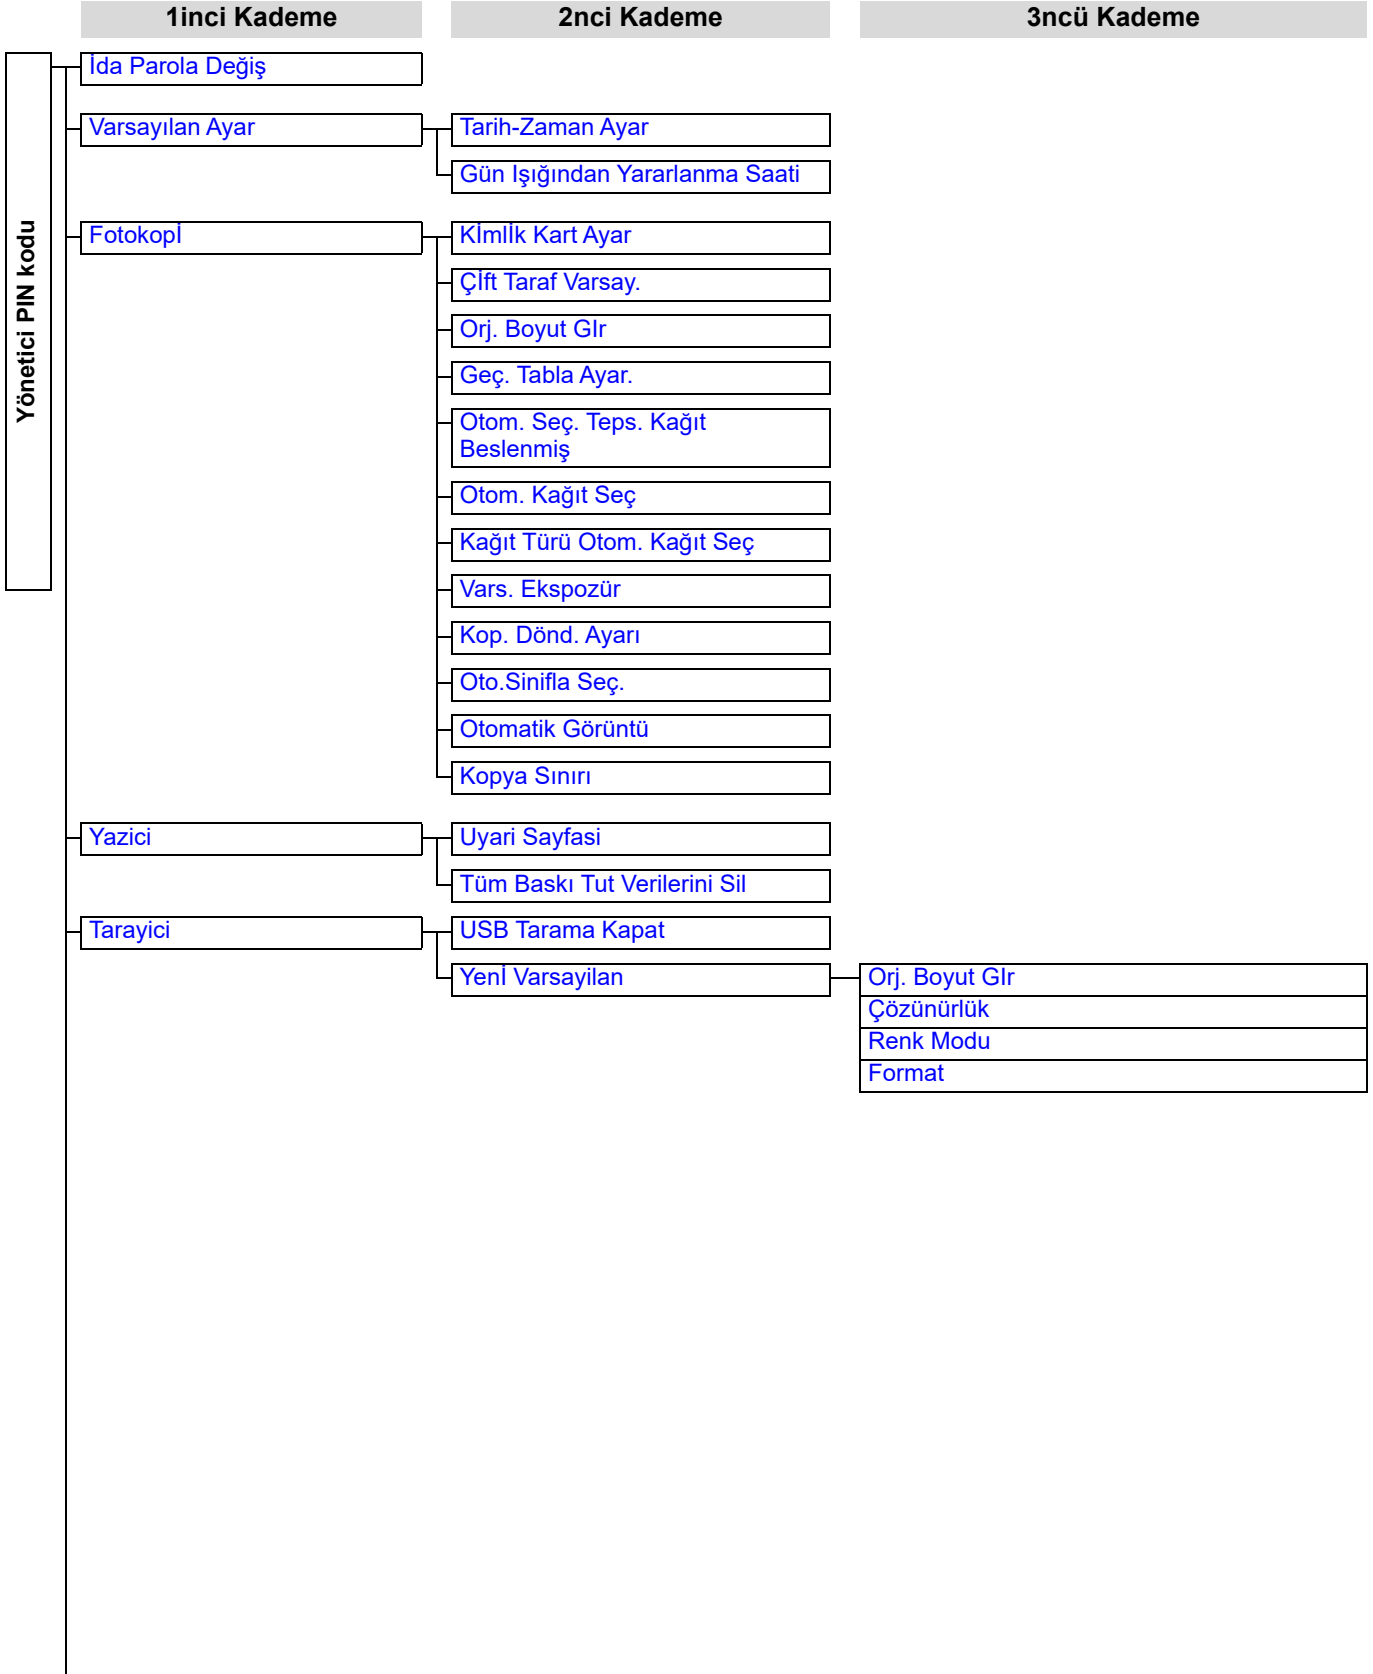 1inci Kademe
2nci Kademe
3ncü Kademe
Yönetici PIN kodu
İda Parola Değiş
Varsayılan Ayar
Tarih-Zaman Ayar
Gün Işığından Yararlanma Saati
Fotokopİ
Kİmlİk Kart Ayar
Çİft Taraf Varsay.
Orj. Boyut GIr
Geç. Tabla Ayar.
Otom. Seç. Teps. Kağıt
Beslenmiş
Otom. Kağıt Seç
Kağıt Türü Otom. Kağıt Seç
Vars. Ekspozür
Kop. Dönd. Ayarı
Oto.Sinifla Seç.
Otomatik Görüntü
Kopya Sınırı
Yazici
Uyari Sayfasi
Tüm Baskı Tut Verilerini Sil
Tarayici
USB Tarama Kapat
Yenİ Varsayilan
Orj. Boyut GIr
Çözünürlük
Renk Modu
Format